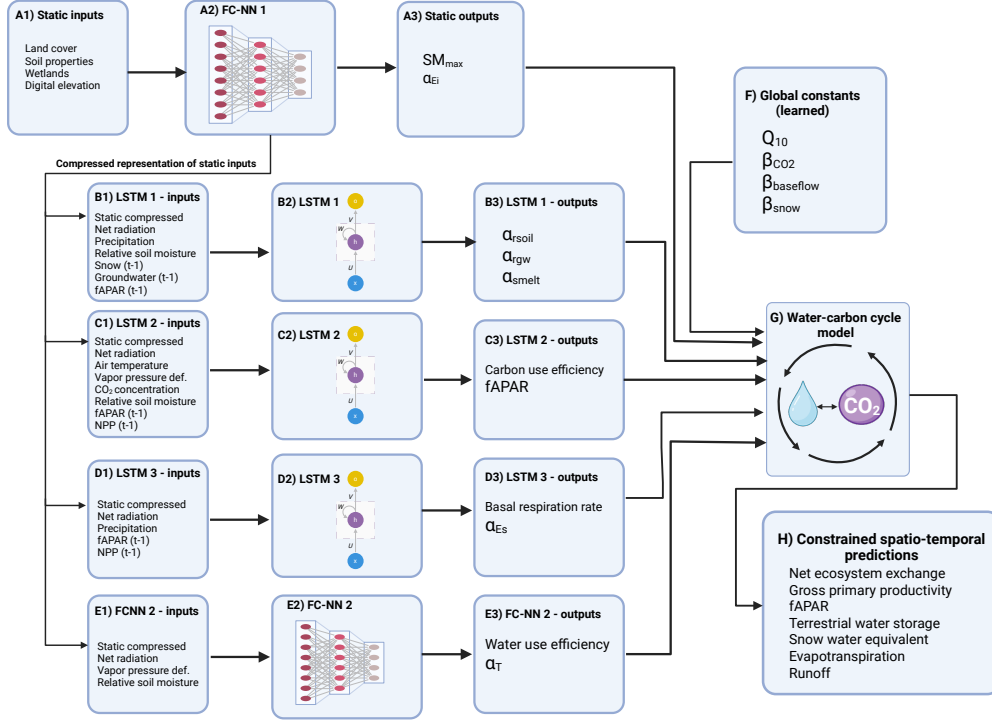 A1) Static inputs
Land cover
Soil properties
Wetlands
Digital elevation
A2) FC-NN 1
A3) Static outputs
SMmax
αEi
F) Global constants
(learned)
Q10
βCO2
βbaseflow
βsnow
Compressed representation of static inputs
B1) LSTM 1 - inputs
Static compressed
Net radiation
Precipitation
Relative soil moisture
Snow (t-1)
Groundwater (t-1)
fAPAR (t-1)
B2) LSTM 1
o
V
W
h
U
x
B3) LSTM 1 - outputs
αrsoil
αrgw
αsmelt
C1) LSTM 2 - inputs
Static compressed
Net radiation
Air temperature
Vapor pressure def.
CO₂ concentration
Relative soil moisture
fAPAR (t-1)
NPP (t-1)
C2) LSTM 2
o
V
W
h
U
x
C3) LSTM 2 - outputs
Carbon use efficiency
fAPAR
G) Water-carbon cycle
model
CO₂
D1) LSTM 3 - inputs
Static compressed
Net radiation
Precipitation
fAPAR (t-1)
NPP (t-1)
D2) LSTM 3
o
V
W
h
U
x
D3) LSTM 3 - outputs
Basal respiration rate
αEs
E1) FCNN 2 - inputs
Static compressed
Net radiation
Vapor pressure def.
Relative soil moisture
E2) FC-NN 2
E3) FC-NN 2 - outputs
Water use efficiency
αT
H) Constrained spatio-temporal
predictions
Net ecosystem exchange
Gross primary productivity
fAPAR
Terrestrial water storage
Snow water equivalent
Evapotranspiration
Runoff